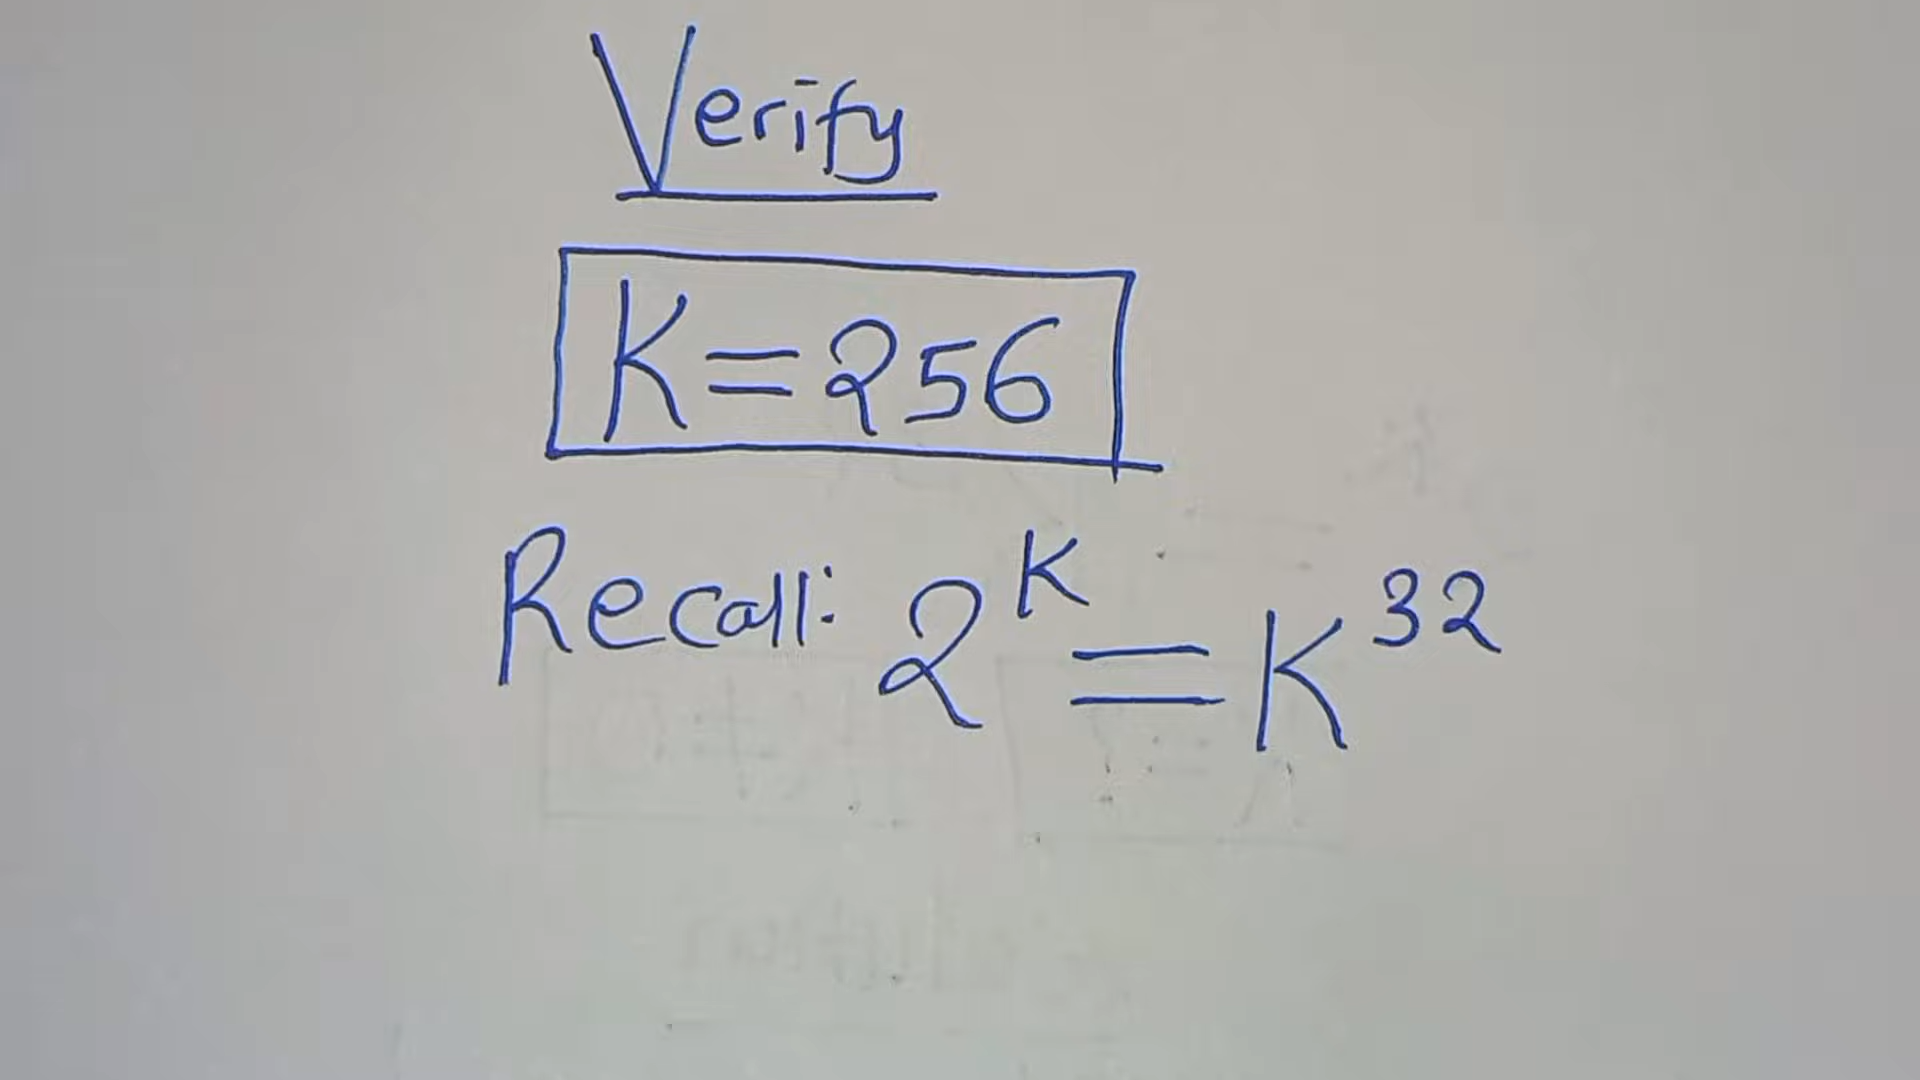 Verify
K=256
Recall: 2^K = K^32